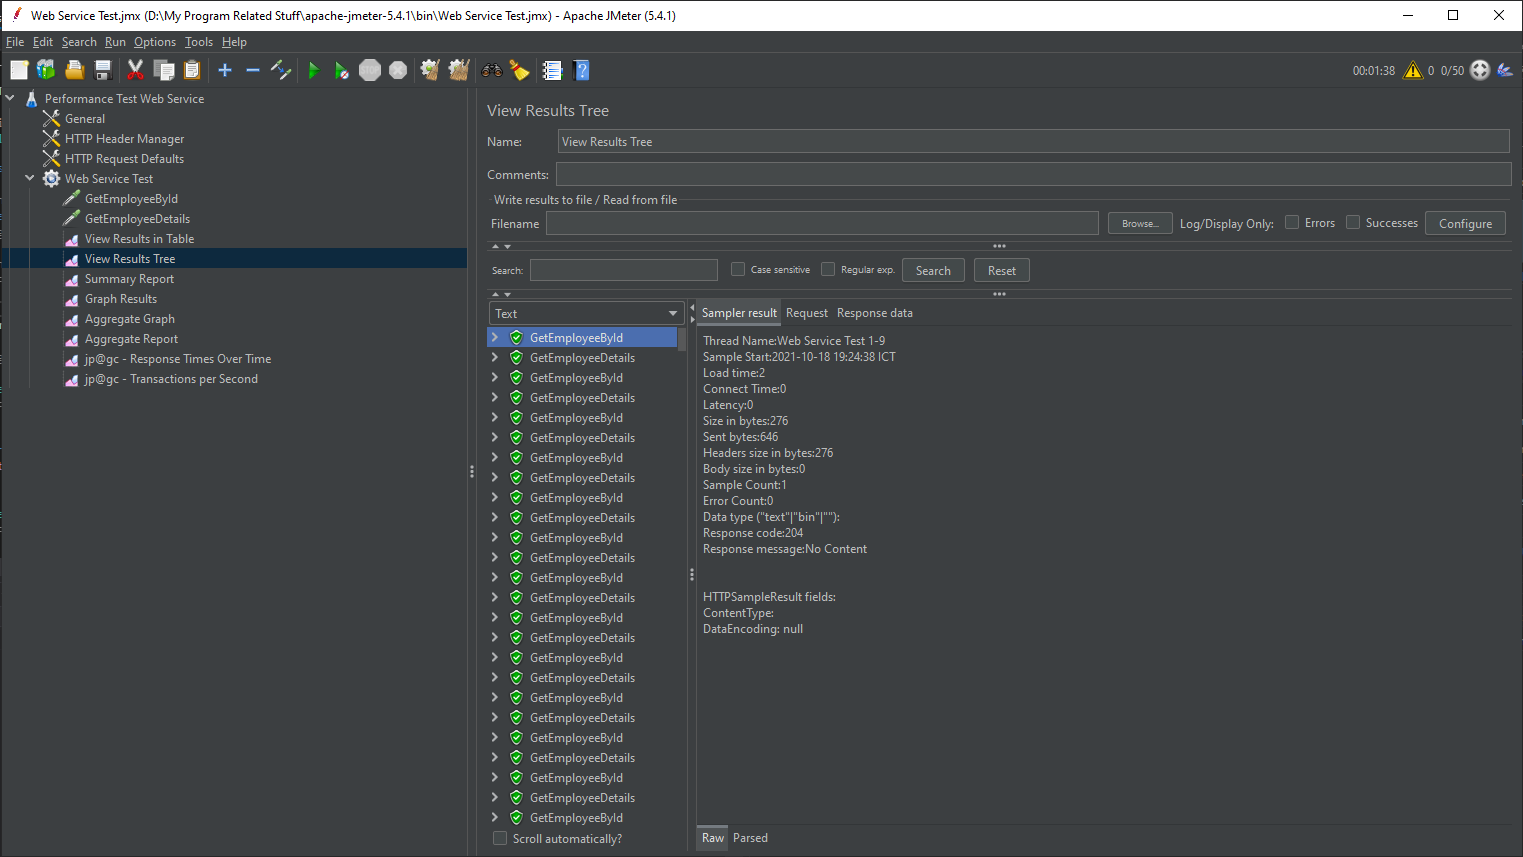 Web Service Test.jmx (D:\My Program Related Stuff\apache-jmeter-5.4.1\bin\Web Service Test.jmx) - Apache JMeter (5.4.1)
File Edit Search Run Options Tools Help
STOP 00:01:38 0 0/50
Performance Test Web Service
General
HTTP Header Manager
HTTP Request Defaults
Web Service Test
GetEmployeeById
GetEmployeeDetails
View Results in Table
View Results Tree
Summary Report
Graph Results
Aggregate Graph
Aggregate Report
jp@gc - Response Times Over Time
jp@gc - Transactions per Second
View Results Tree
Name: View Results Tree
Comments:
Write results to file / Read from file
Filename Browse... Log/Display Only: Errors Successes Configure
Search: Case sensitive Regular exp. Search Reset
Text
GetEmployeeById
GetEmployeeDetails
GetEmployeeById
GetEmployeeDetails
GetEmployeeById
GetEmployeeDetails
GetEmployeeById
GetEmployeeDetails
GetEmployeeById
GetEmployeeDetails
GetEmployeeById
GetEmployeeDetails
GetEmployeeById
GetEmployeeDetails
GetEmployeeById
GetEmployeeDetails
GetEmployeeById
GetEmployeeDetails
GetEmployeeById
GetEmployeeDetails
GetEmployeeById
GetEmployeeDetails
GetEmployeeById
GetEmployeeDetails
GetEmployeeById
Scroll automatically?
Sampler result Request Response data
Thread Name:Web Service Test 1-9
Sample Start:2021-10-18 19:24:38 ICT
Load time:2
Connect Time:0
Latency:0
Size in bytes:276
Sent bytes:646
Headers size in bytes:276
Body size in bytes:0
Sample Count:1
Error Count:0
Data type ("text"|"bin"|""):
Response code:204
Response message:No Content
HTTPSampleResult fields:
ContentType:
DataEncoding: null
Raw Parsed